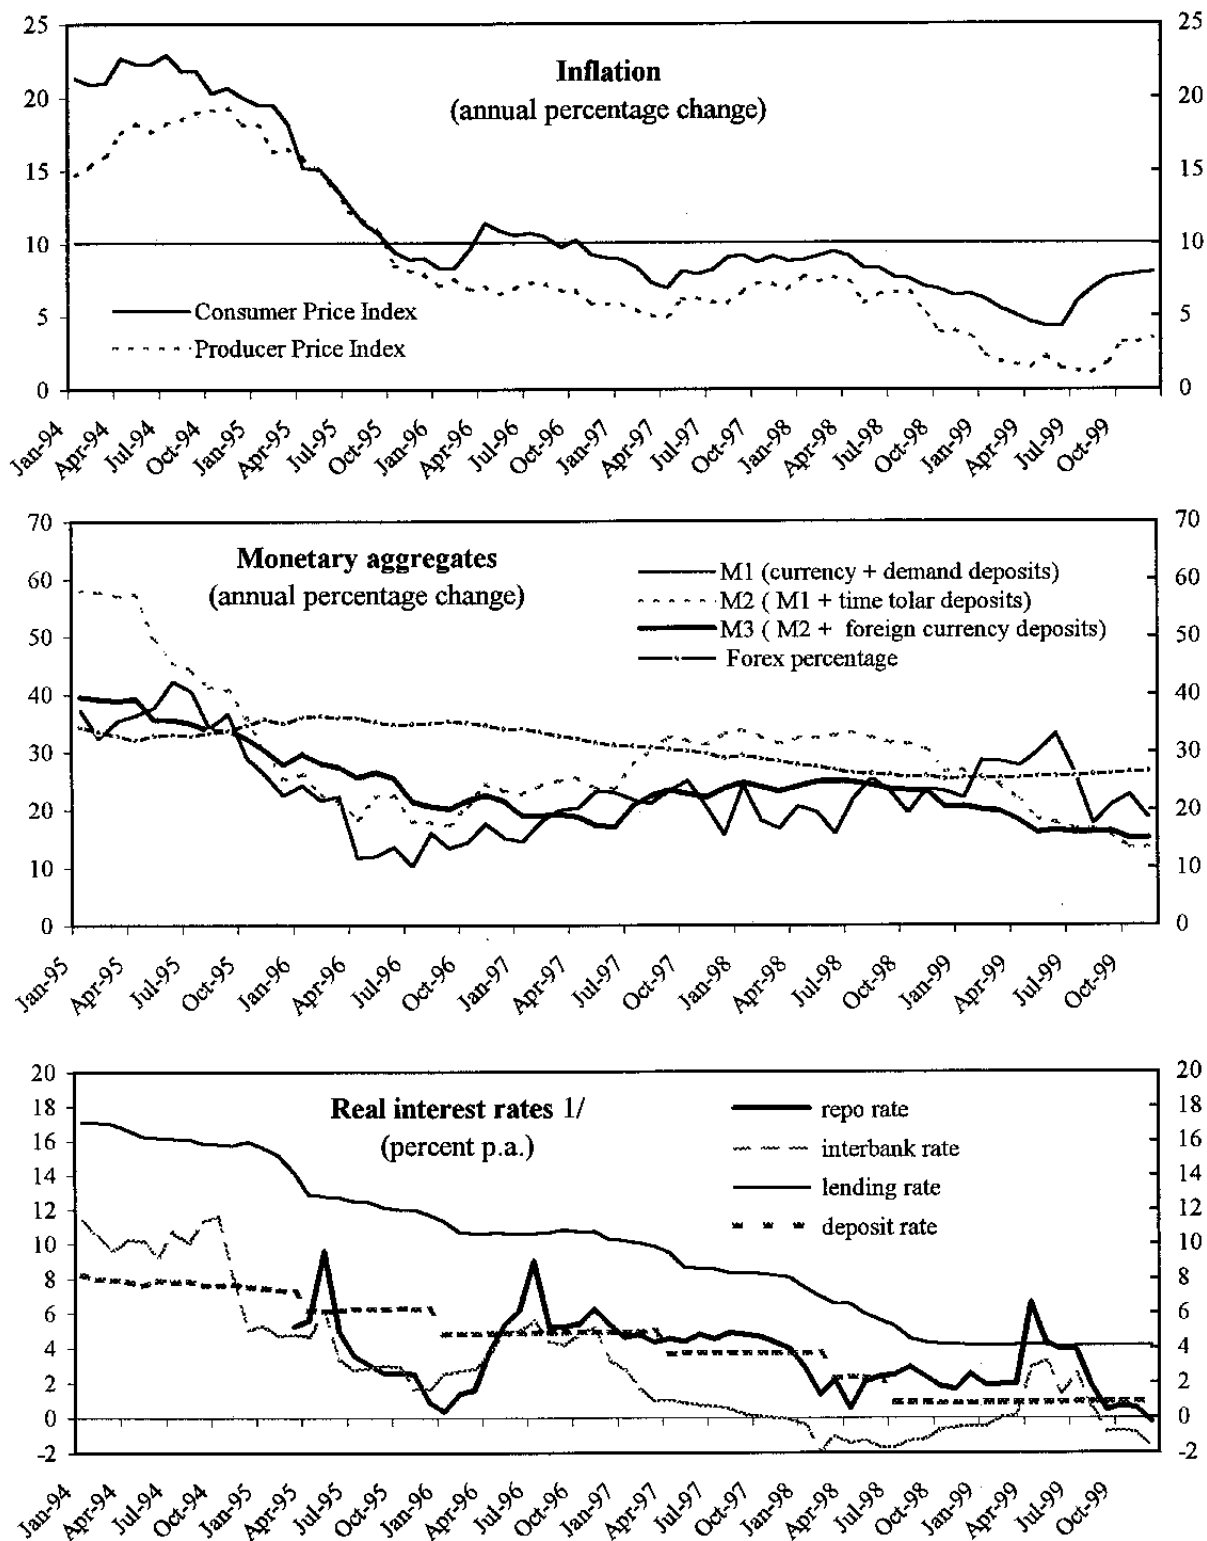 25
20
15
10
5
0
25
20
15
10
5
0
Inflation
(annual percentage change)
Consumer Price Index
Producer Price Index
Jan-94
Apr-94
Jul-94
Oct-94
Jan-95
Apr-95
Jul-95
Oct-95
Jan-96
Apr-96
Jul-96
Oct-96
Jan-97
Apr-97
Jul-97
Oct-97
Jan-98
Apr-98
Jul-98
Oct-98
Jan-99
Apr-99
Jul-99
Oct-99
70
60
50
40
30
20
10
0
70
60
50
40
30
20
10
0
Monetary aggregates
(annual percentage change)
M1 (currency + demand deposits)
M2 ( M1 + time tolar deposits)
M3 ( M2 + foreign currency deposits)
Forex percentage
Jan-95
Apr-95
Jul-95
Oct-95
Jan-96
Apr-96
Jul-96
Oct-96
Jan-97
Apr-97
Jul-97
Oct-97
Jan-98
Apr-98
Jul-98
Oct-98
Jan-99
Apr-99
Jul-99
Oct-99
20
18
16
14
12
10
8
6
4
2
0
-2
20
18
16
14
12
10
8
6
4
2
0
-2
Real interest rates 1/
(percent p.a.)
repo rate
interbank rate
lending rate
deposit rate
Jan-94
Apr-94
Jul-94
Oct-94
Jan-95
Apr-95
Jul-95
Oct-95
Jan-96
Apr-96
Jul-96
Oct-96
Jan-97
Apr-97
Jul-97
Oct-97
Jan-98
Apr-98
Jul-98
Oct-98
Jan-99
Apr-99
Jul-99
Oct-99